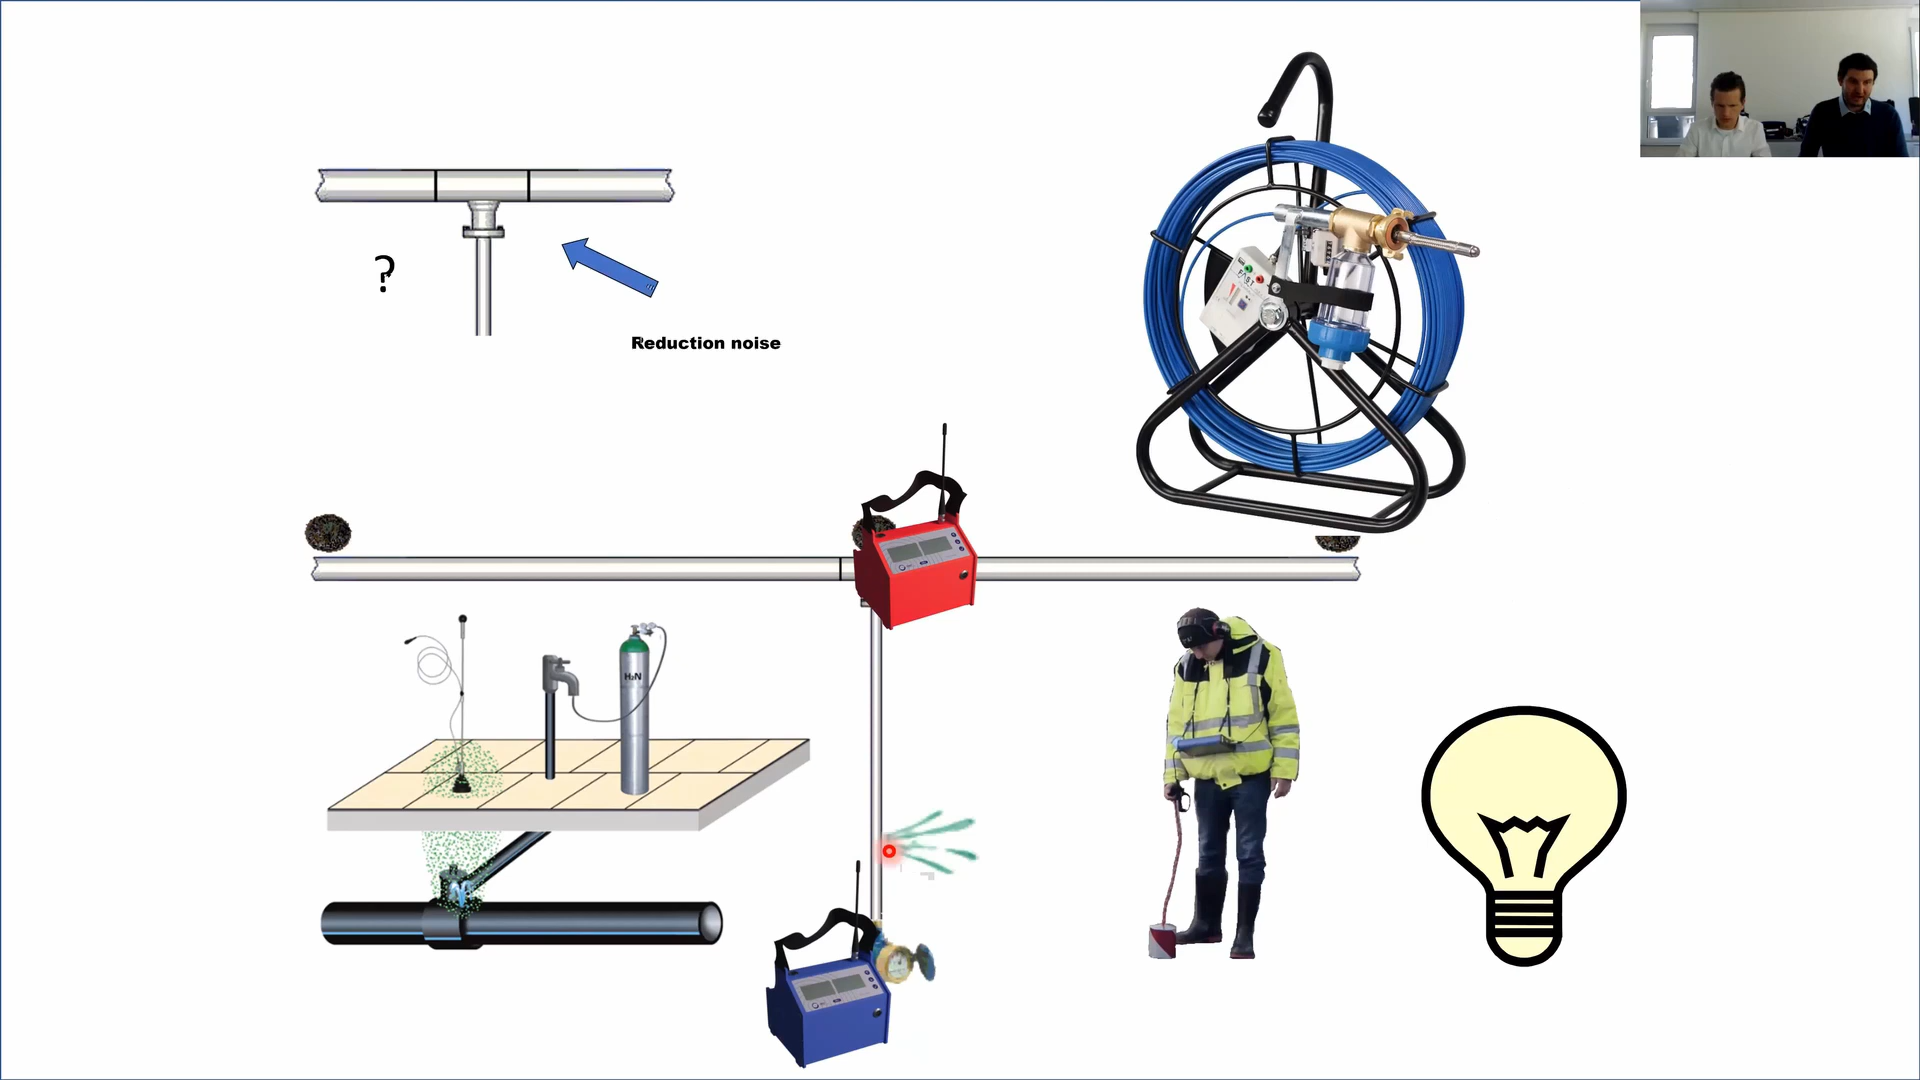 ?
Reduction noise
F.A.S.T
H₂N